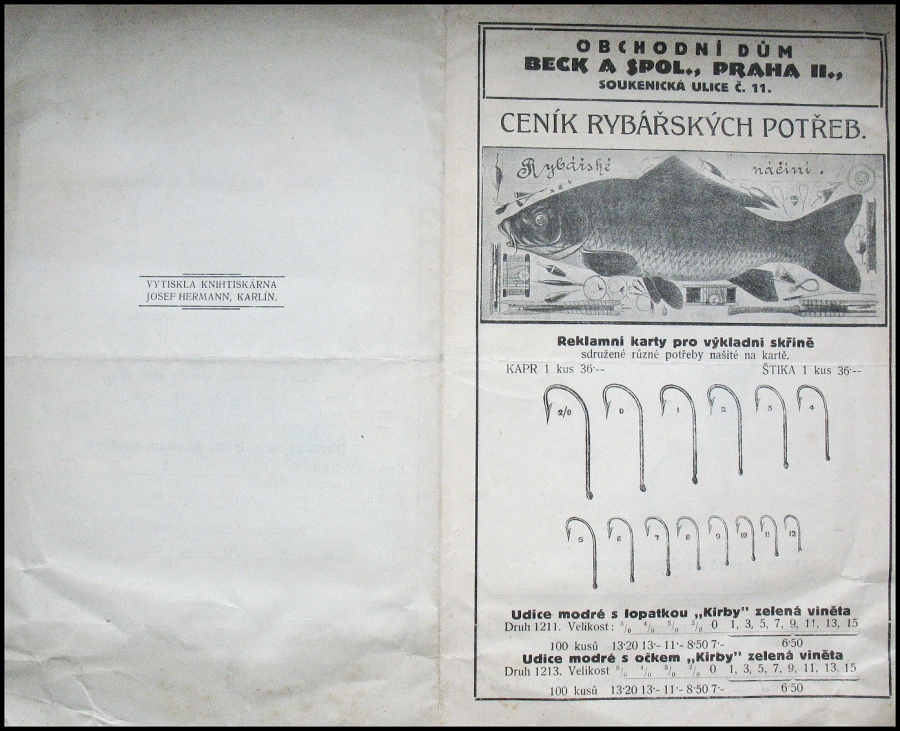 VYTISKLA KNIHTISKÁRNA
JOSEF HERMANN, KARLÍN.
OBCHODNÍ DŮM
BECK A SPOL., PRAHA II.,
SOUKENICKÁ ULICE Č. 11.
CENÍK RYBÁŘSKÝCH POTŘEB.
Rybářské náčiní.
Reklamní karty pro výkladní skříně
sdružené různé potřeby našité na kartě.
KAPR 1 kus 36·-- ŠTIKA 1 kus 36·--
2/0 0 1 2 3 4
5 6 7 8 9 10 11 12
Udice modré s lopatkou „Kirby" zelená viněta
Druh 1211. Velikost: 5/0 4/0 3/0 2/0 0 1, 3, 5, 7, 9, 11, 13, 15
100 kusů 13·20 13·- 11·- 8·50 7·- 6·50
Udice modré s očkem „Kirby" zelená viněta
Druh 1213. Velikost 5/0 4/0 3/0 2/0 0 1, 3, 5, 7, 9, 11, 13, 15
100 kusů 13·20 13·- 11·- 8·50 7·- 6·50